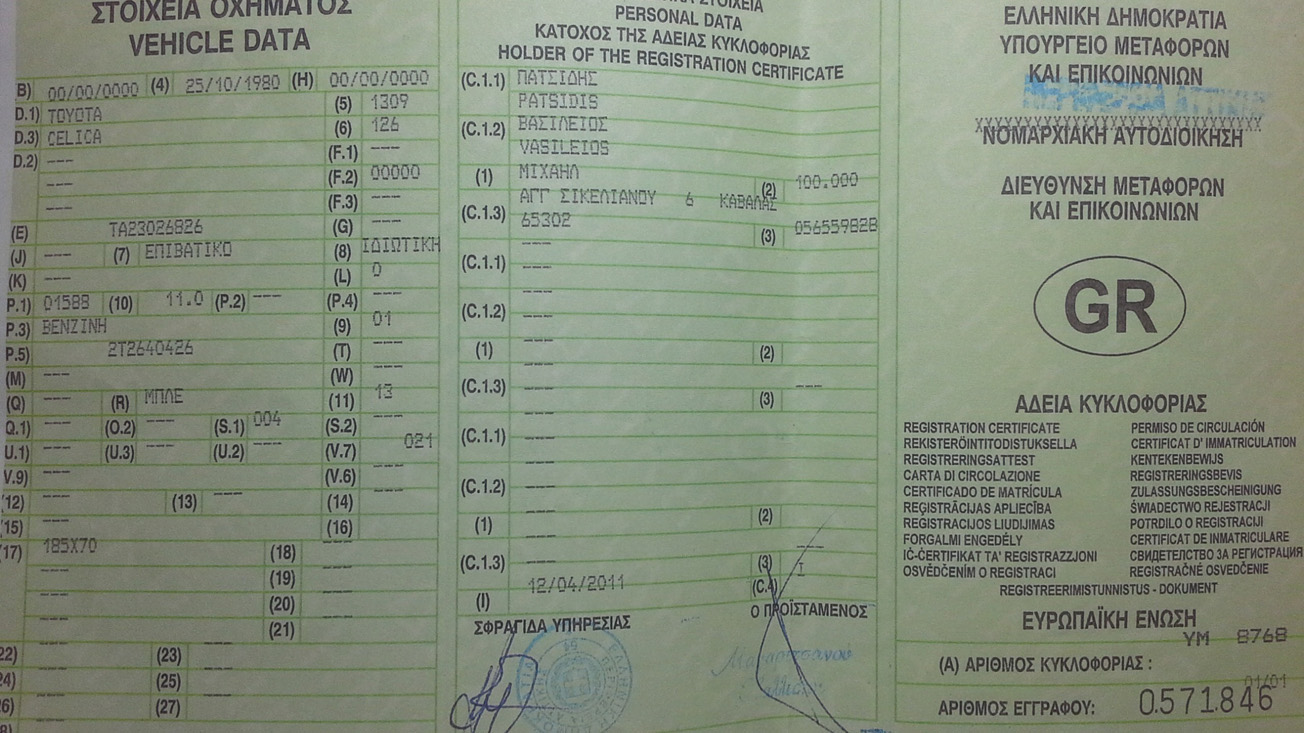 ΣΤΟΙΧΕΙΑ ΟΧΗΜΑΤΟΣ
VEHICLE DATA
B) 00/00/0000 (4) 25/10/1980 (H) 00/00/0000
D.1) TOYOTA (5) 1309
D.3) CELICA (6) 126
D.2) --- (F.1) ---
--- (F.2) 00000
--- (F.3) ---
(E) TA23026826 (G) ---
(J) --- (7) ΕΠΙΒΑΤΙΚΟ (8) ΙΔΙΩΤΙΚΗ
(K) --- (L) 0
P.1) 01588 (10) 11.0 (P.2) --- (P.4) ---
P.3) ΒΕΝΖΙΝΗ (9) 01
P.5) 2T2640426 (T) ---
(M) --- (W) ---
(Q) --- (R) ΜΠΛΕ (11) 13
Q.1) --- (O.2) --- (S.1) 004 (S.2) ---
U.1) --- (U.3) --- (U.2) --- (V.7) 021
V.9) --- (V.6) ---
12) --- (13) --- (14) ---
15) --- (16) ---
17) 185X70 (18) ---
--- (19) ---
--- (20) ---
--- (21) ---
22) --- (23) ---
24) --- (25) ---
26) --- (27) ---
ΣΤΟΙΧΕΙΑ
PERSONAL DATA
ΚΑΤΟΧΟΣ ΤΗΣ ΑΔΕΙΑΣ ΚΥΚΛΟΦΟΡΙΑΣ
HOLDER OF THE REGISTRATION CERTIFICATE
(C.1.1) ΠΑΤΣΙΔΗΣ
PATSIDIS
(C.1.2) ΒΑΣΙΛΕΙΟΣ
VASILEIOS
(1) ΜΙΧΑΗΛ (2) 100.000
(C.1.3) ΑΓΓ ΣΙΚΕΛΙΑΝΟΥ 6 ΚΑΒΑΛΑΣ
65302 (3) 056559828
(C.1.1) ---
---
(C.1.2) ---
---
(1) --- (2)
(C.1.3) --- ---
--- (3)
(C.1.1) ---
---
(C.1.2) ---
---
(1) --- (2)
(C.1.3) --- ---
--- (3) I
(I) 12/04/2011 (C.4)
ΣΦΡΑΓΙΔΑ ΥΠΗΡΕΣΙΑΣ Ο ΠΡΟΪΣΤΑΜΕΝΟΣ
ΕΛΛΗΝΙΚΗ ΔΗΜΟΚΡΑΤΙΑ
ΥΠΟΥΡΓΕΙΟ ΜΕΤΑΦΟΡΩΝ
ΚΑΙ ΕΠΙΚΟΙΝΩΝΙΩΝ
ΝΟΜΑΡΧΙΑΚΗ ΑΥΤΟΔΙΟΙΚΗΣΗ
ΔΙΕΥΘΥΝΣΗ ΜΕΤΑΦΟΡΩΝ
ΚΑΙ ΕΠΙΚΟΙΝΩΝΙΩΝ
GR
ΑΔΕΙΑ ΚΥΚΛΟΦΟΡΙΑΣ
REGISTRATION CERTIFICATE PERMISO DE CIRCULACIÓN
REKISTERÖINTITODISTUKSELLA CERTIFICAT D' IMMATRICULATION
REGISTRERINGSATTEST KENTEKENBEWIJS
CARTA DI CIRCOLAZIONE REGISTRERINGSBEVIS
CERTIFICADO DE MATRÍCULA ZULASSUNGSBESCHEINIGUNG
REĢISTRĀCIJAS APLIECĪBA ŚWIADECTWO REJESTRACJI
REGISTRACIJOS LIUDIJIMAS POTRDILO O REGISTRACIJI
FORGALMI ENGEDÉLY CERTIFICAT DE INMATRICULARE
IČ-ĊERTIFIKAT TA' REGISTRAZZJONI СВИДЕТЕЛСТВО ЗА РЕГИСТРАЦИЯ
OSVĚDČENÍM O REGISTRACI REGISTRAČNÉ OSVEDČENIE
REGISTREERIMISTUNNISTUS - DOKUMENT
ΕΥΡΩΠΑΪΚΗ ΕΝΩΣΗ
YM 8768
(Α) ΑΡΙΘΜΟΣ ΚΥΚΛΟΦΟΡΙΑΣ :
01/01
ΑΡΙΘΜΟΣ ΕΓΓΡΑΦΟΥ: 0.571.846